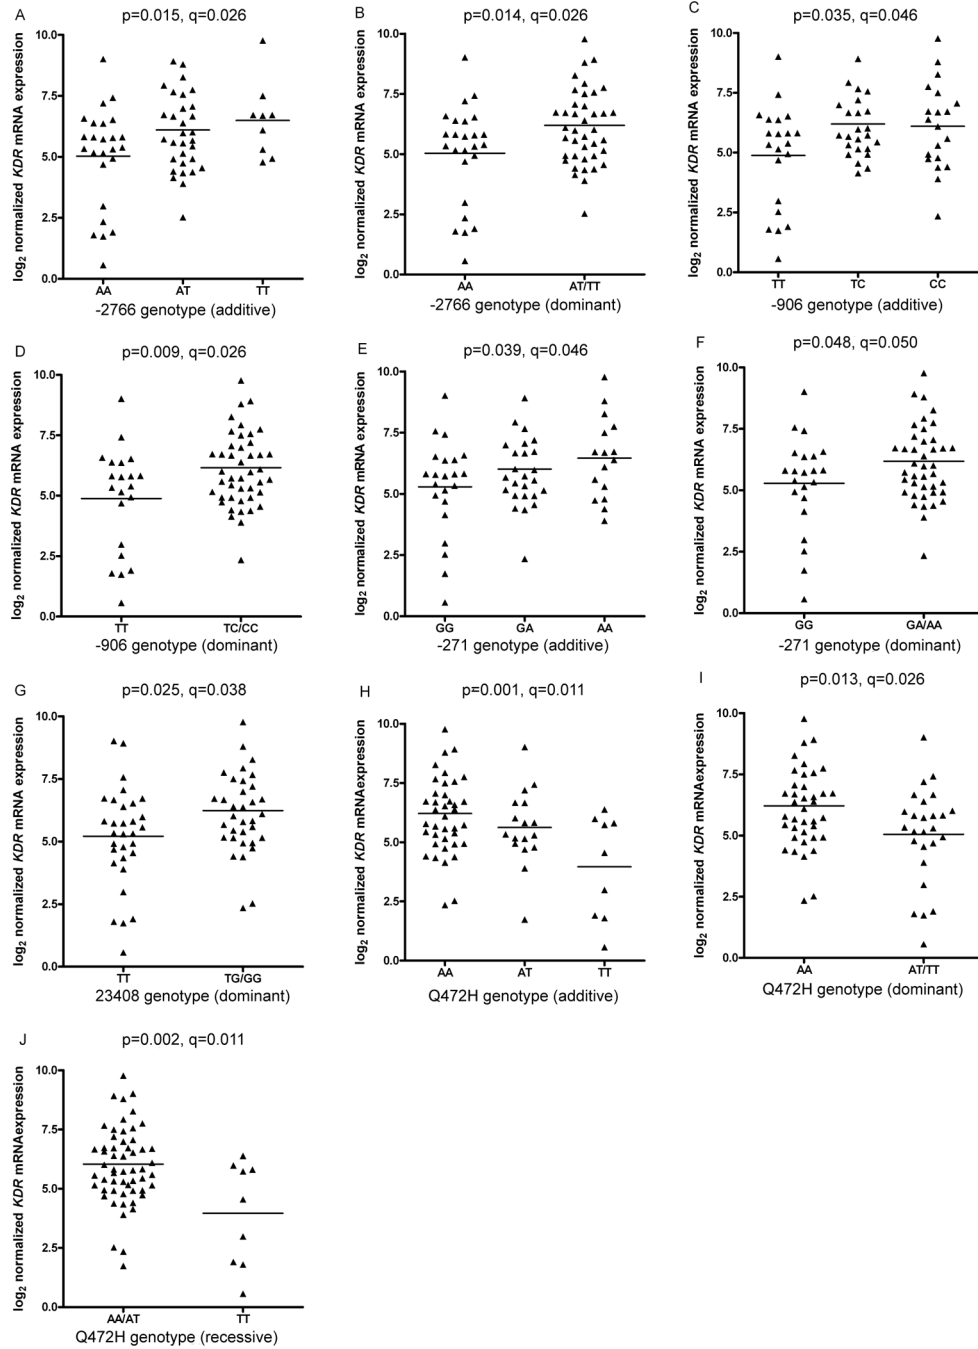 A
p=0.015, q=0.026
log2 normalized KDR mRNA expression
10.0
7.5
5.0
2.5
0.0
AA AT TT
-2766 genotype (additive)
B
p=0.014, q=0.026
log2 normalized KDR mRNA expression
10.0
7.5
5.0
2.5
0.0
AA AT/TT
-2766 genotype (dominant)
C
p=0.035, q=0.046
log2 normalized KDR mRNA expression
10.0
7.5
5.0
2.5
0.0
TT TC CC
-906 genotype (additive)
D
p=0.009, q=0.026
log2 normalized KDR mRNA expression
10.0
7.5
5.0
2.5
0.0
TT TC/CC
-906 genotype (dominant)
E
p=0.039, q=0.046
log2 normalized KDR mRNA expression
10.0
7.5
5.0
2.5
0.0
GG GA AA
-271 genotype (additive)
F
p=0.048, q=0.050
log2 normalized KDR mRNA expression
10.0
7.5
5.0
2.5
0.0
GG GA/AA
-271 genotype (dominant)
G
p=0.025, q=0.038
log2 normalized KDR mRNA expression
10.0
7.5
5.0
2.5
0.0
TT TG/GG
23408 genotype (dominant)
H
p=0.001, q=0.011
log2 normalized KDR mRNAexpression
10.0
7.5
5.0
2.5
0.0
AA AT TT
Q472H genotype (additive)
I
p=0.013, q=0.026
log2 normalized KDR mRNAexpression
10.0
7.5
5.0
2.5
0.0
AA AT/TT
Q472H genotype (dominant)
J
p=0.002, q=0.011
log2 normalized KDR mRNAexpression
10.0
7.5
5.0
2.5
0.0
AA/AT TT
Q472H genotype (recessive)